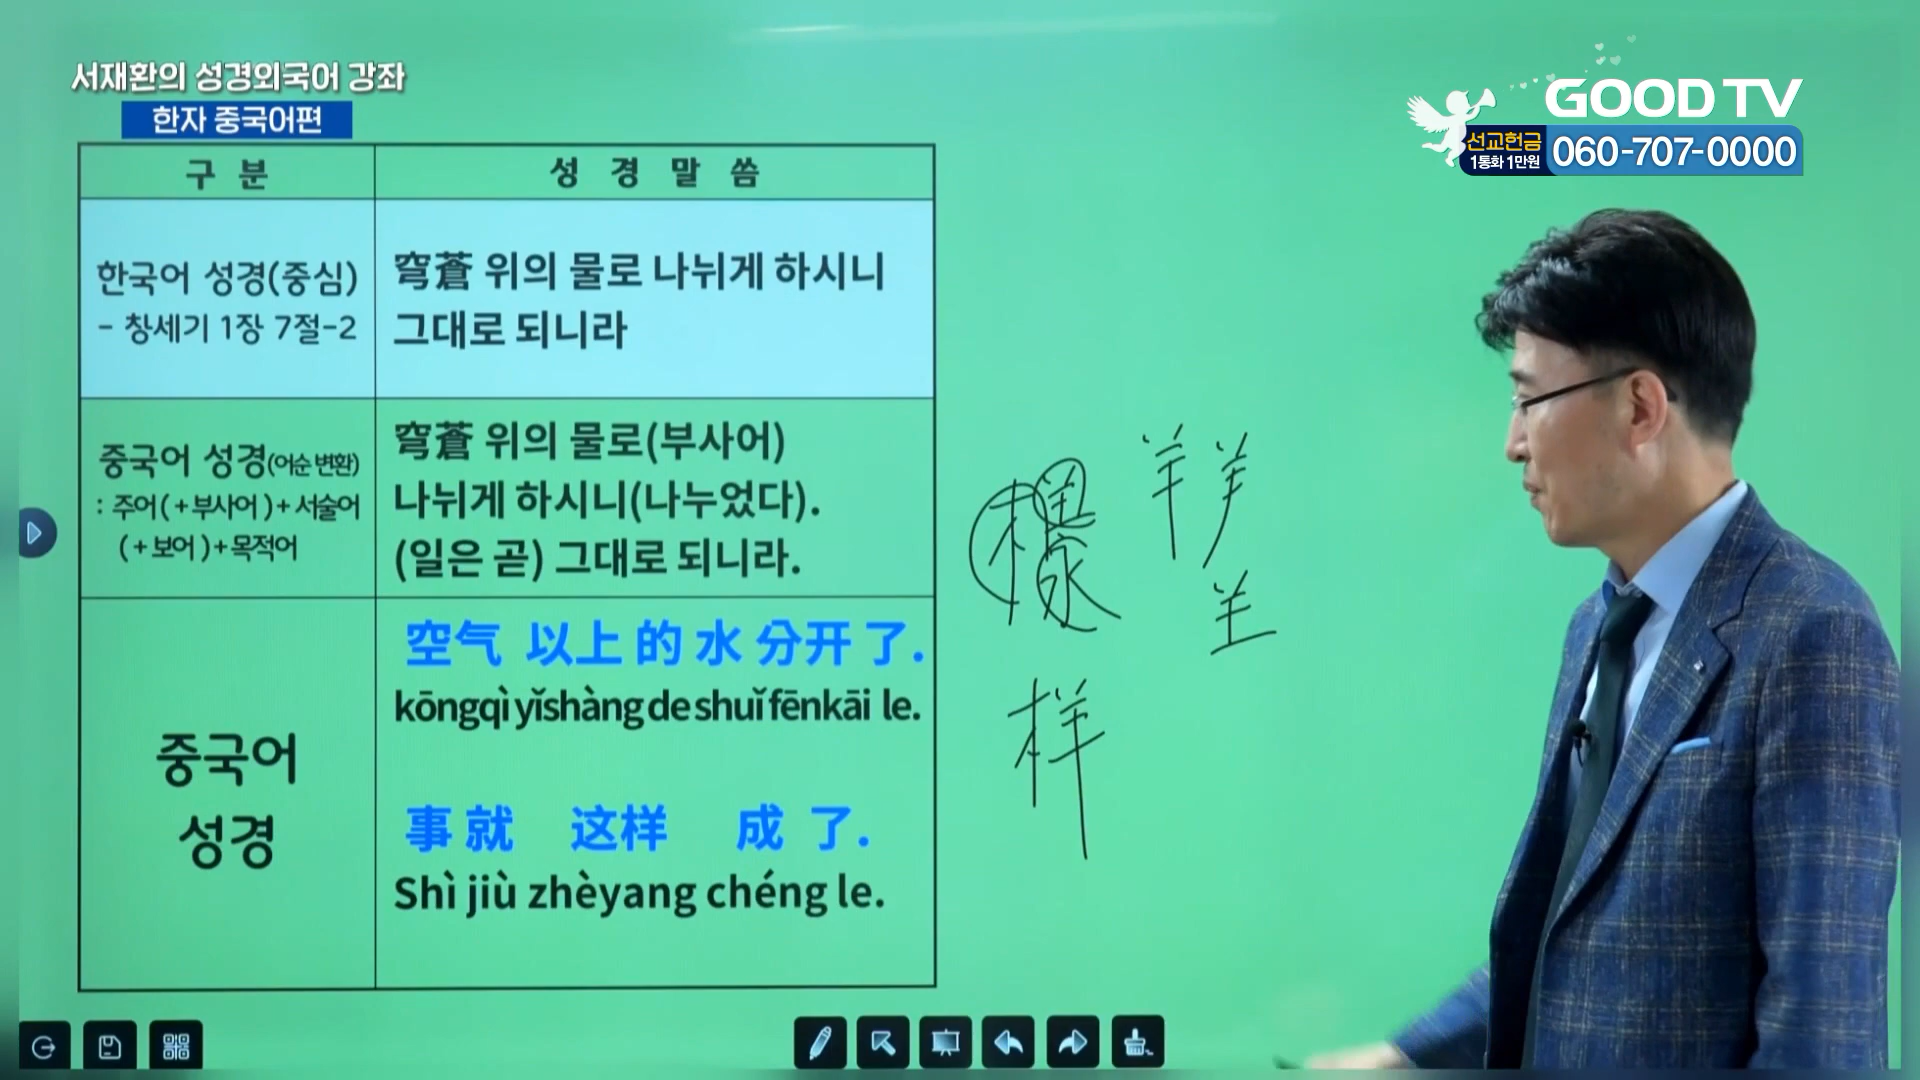 서재환의 성경외국어 강좌
한자 중국어편
GOOD TV
선교헌금
1통화 1만원
060-707-0000
구 분
성 경 말 씀
한국어 성경(중심)
- 창세기 1장 7절-2
穹蒼 위의 물로 나뉘게 하시니
그대로 되니라
중국어 성경(어순 변환)
: 주어(+부사어)+서술어
(+보어)+목적어
穹蒼 위의 물로(부사어)
나뉘게 하시니(나누었다).
(일은 곧) 그대로 되니라.
중국어
성경
空气 以上的 水 分开 了.
kōngqì yǐshàng de shuǐ fēnkāi le.
事就 这样 成 了.
Shì jiù zhèyang chéng le.
樣
样